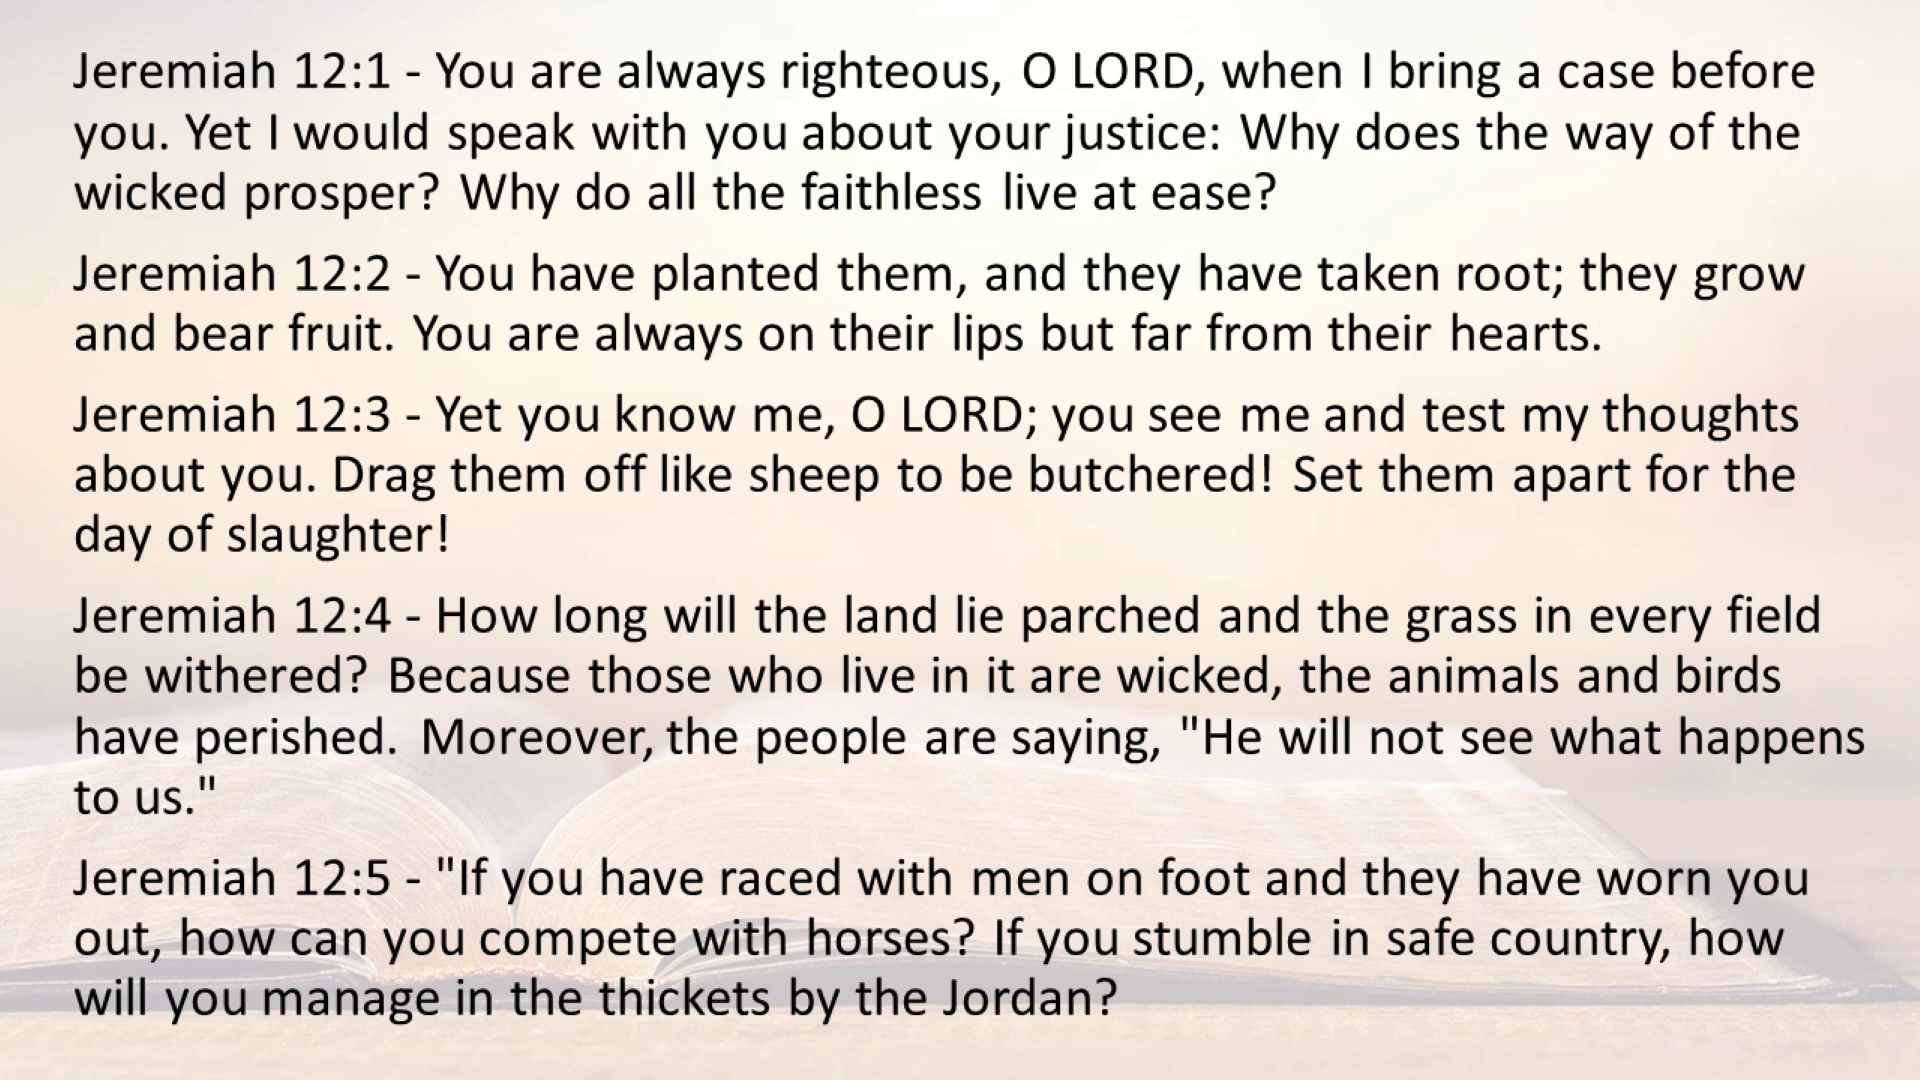 Jeremiah 12:1 - You are always righteous, O LORD, when I bring a case before
you. Yet I would speak with you about your justice: Why does the way of the
wicked prosper? Why do all the faithless live at ease?
Jeremiah 12:2 - You have planted them, and they have taken root; they grow
and bear fruit. You are always on their lips but far from their hearts.
Jeremiah 12:3 - Yet you know me, O LORD; you see me and test my thoughts
about you. Drag them off like sheep to be butchered! Set them apart for the
day of slaughter!
Jeremiah 12:4 - How long will the land lie parched and the grass in every field
be withered? Because those who live in it are wicked, the animals and birds
have perished. Moreover, the people are saying, "He will not see what happens
to us."
Jeremiah 12:5 - "If you have raced with men on foot and they have worn you
out, how can you compete with horses? If you stumble in safe country, how
will you manage in the thickets by the Jordan?